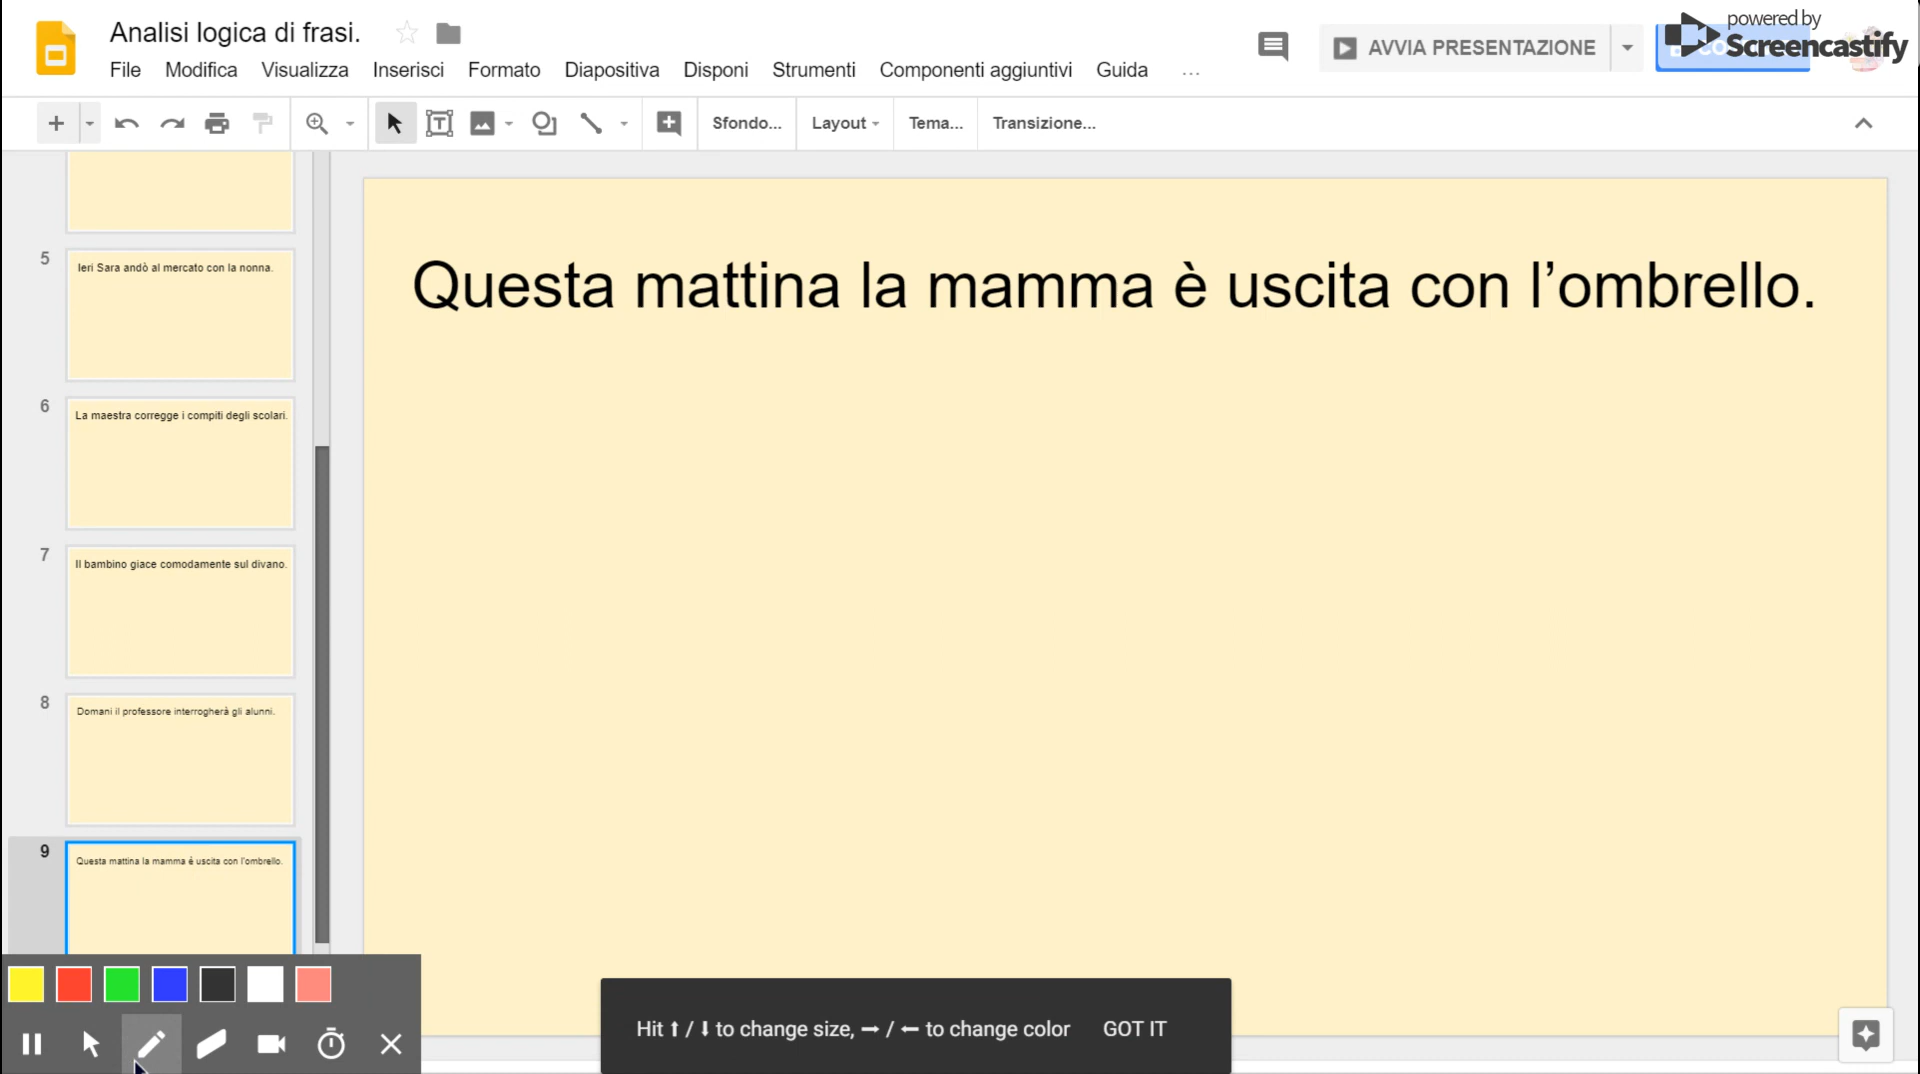 Analisi logica di frasi.
File Modifica Visualizza Inserisci Formato Diapositiva Disponi Strumenti Componenti aggiuntivi Guida ...
AVVIA PRESENTAZIONE
powered by
Screencastify
Sfondo... Layout Tema... Transizione...
5
Ieri Sara andò al mercato con la nonna.
6
La maestra corregge i compiti degli scolari.
7
Il bambino giace comodamente sul divano.
8
Domani il professore interrogherà gli alunni.
9
Questa mattina la mamma è uscita con l'ombrello.
Questa mattina la mamma è uscita con l’ombrello.
Hit ⬆ / ⬇ to change size, ➡ / ⬅ to change color GOT IT